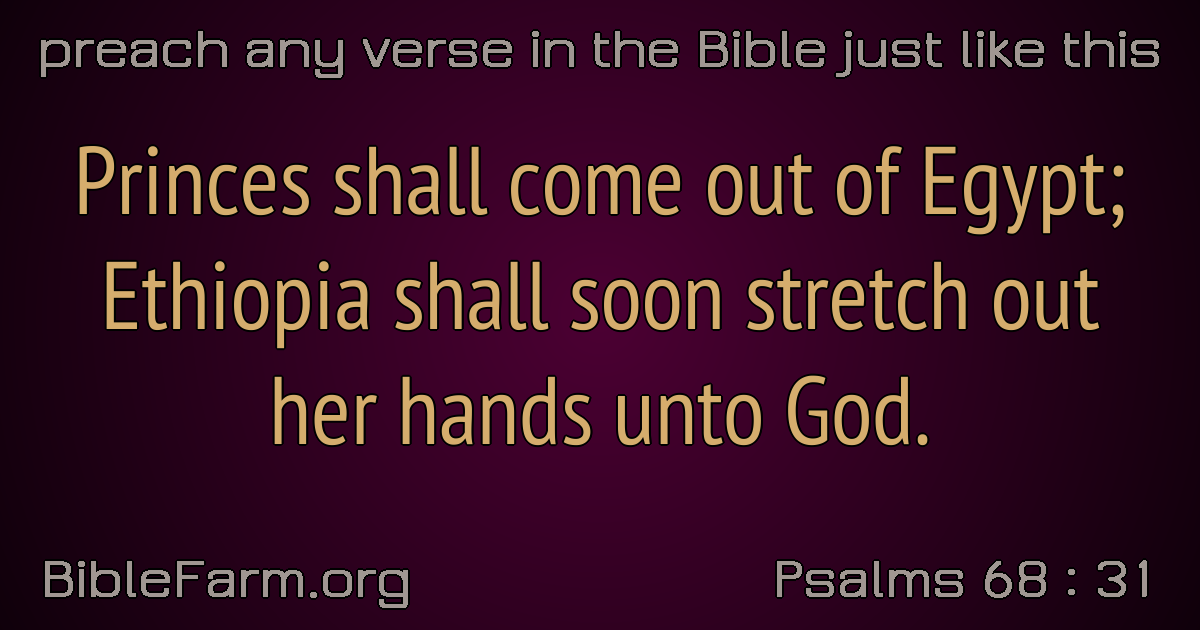 preach any verse in the Bible just like this
Princes shall come out of Egypt;
Ethiopia shall soon stretch out
her hands unto God.
BibleFarm.org
Psalms 68 : 31